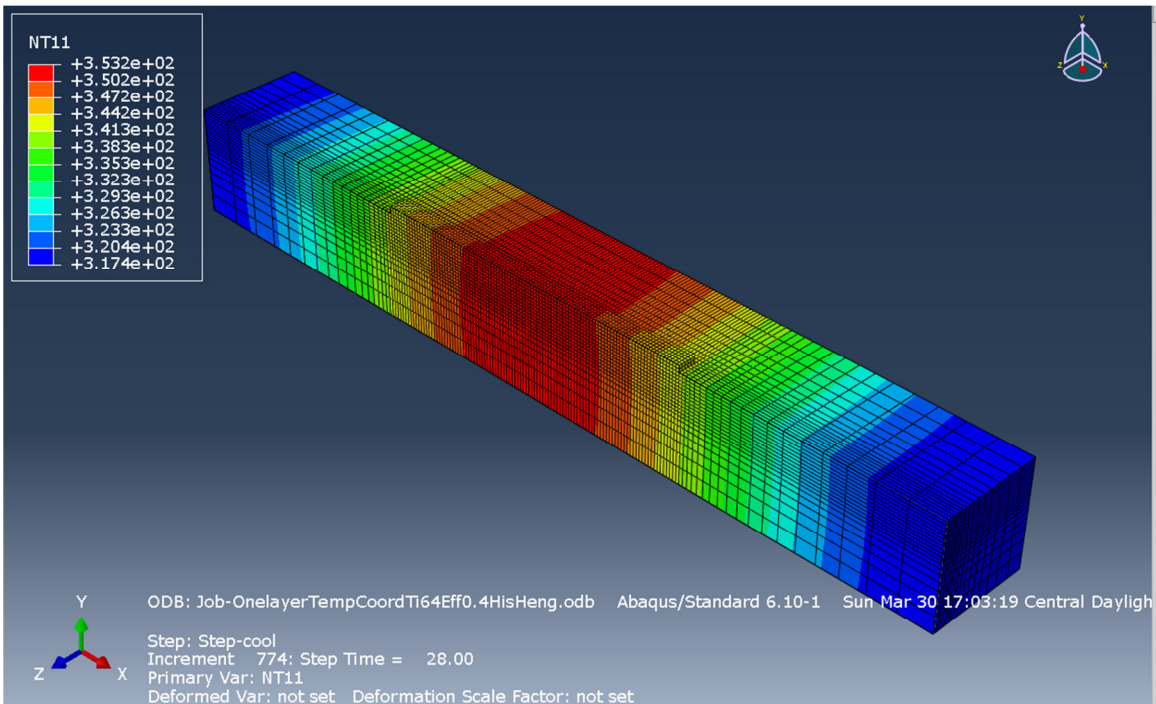 NT11
+3.532e+02
+3.502e+02
+3.472e+02
+3.442e+02
+3.413e+02
+3.383e+02
+3.353e+02
+3.323e+02
+3.293e+02
+3.263e+02
+3.233e+02
+3.204e+02
+3.174e+02
Y
Z X
Y
Z X
ODB: Job-OnelayerTempCoordTi64Eff0.4HisHeng.odb Abaqus/Standard 6.10-1 Sun Mar 30 17:03:19 Central Dayligh
Step: Step-cool
Increment 774: Step Time = 28.00
Primary Var: NT11
Deformed Var: not set Deformation Scale Factor: not set